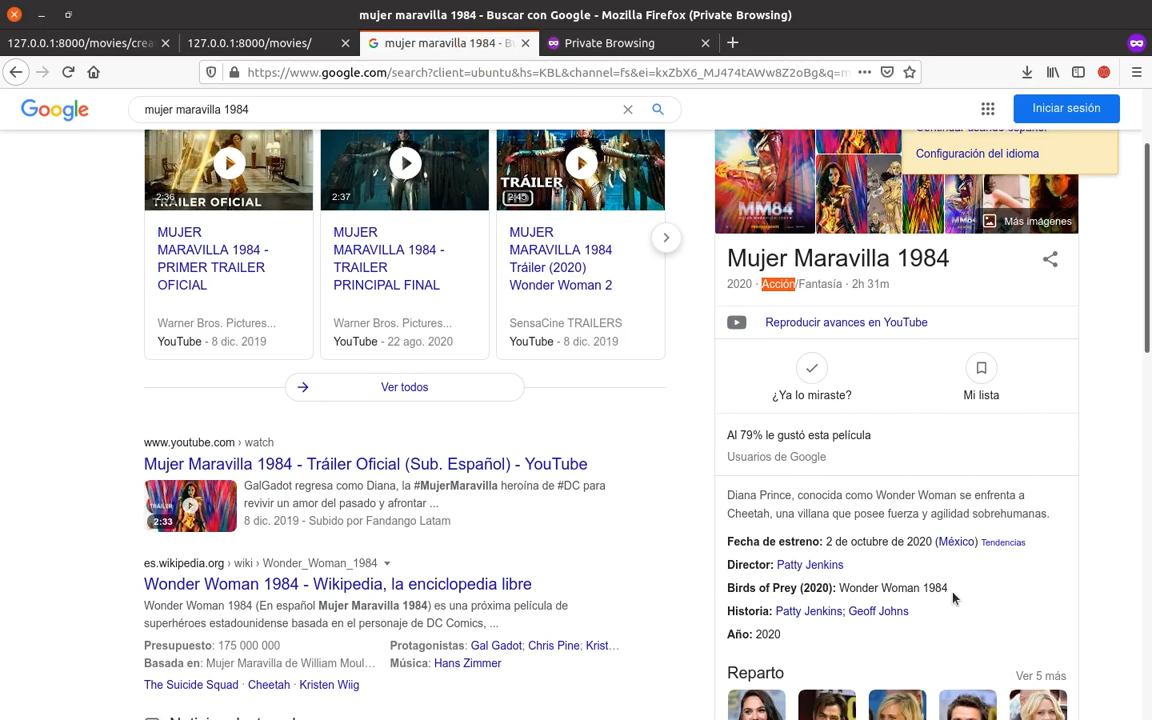 mujer maravilla 1984 - Buscar con Google - Mozilla Firefox (Private Browsing)
127.0.0.1:8000/movies/crea
127.0.0.1:8000/movies/
mujer maravilla 1984 - B
Private Browsing
https://www.google.com/search?client=ubuntu&hs=KBL&channel=fs&ei=kxZbX6_MJ474tAWw8Z2oBg&q=m
Google
mujer maravilla 1984
Iniciar sesión
Continuar usando español
Configuración del idioma
2:36
TRAILER OFICIAL
2:37
TRÁILER
2:45
MUJER
MARAVILLA 1984 -
PRIMER TRAILER
OFICIAL
Warner Bros. Pictures...
YouTube - 8 dic. 2019
MUJER
MARAVILLA 1984 -
TRAILER
PRINCIPAL FINAL
Warner Bros. Pictures...
YouTube - 22 ago. 2020
MUJER
MARAVILLA 1984
Tráiler (2020)
Wonder Woman 2
SensaCine TRAILERS
YouTube - 8 dic. 2019
Ver todos
www.youtube.com › watch
Mujer Maravilla 1984 - Tráiler Oficial (Sub. Español) - YouTube
TRÁILER
2:33
GalGadot regresa como Diana, la #MujerMaravilla heroína de #DC para
revivir un amor del pasado y afrontar ...
8 dic. 2019 - Subido por Fandango Latam
es.wikipedia.org › wiki › Wonder_Woman_1984
Wonder Woman 1984 - Wikipedia, la enciclopedia libre
Wonder Woman 1984 (En español Mujer Maravilla 1984) es una próxima película de
superhéroes estadounidense basada en el personaje de DC Comics, ...
Presupuesto: 175 000 000
Protagonistas: Gal Gadot; Chris Pine; Krist...
Basada en: Mujer Maravilla de William Moul...
Música: Hans Zimmer
The Suicide Squad · Cheetah · Kristen Wiig
MM84
MM84
Más imágenes
Mujer Maravilla 1984
2020 · Acción/Fantasía · 2h 31m
Reproducir avances en YouTube
¿Ya lo miraste?
Mi lista
Al 79% le gustó esta película
Usuarios de Google
Diana Prince, conocida como Wonder Woman se enfrenta a
Cheetah, una villana que posee fuerza y agilidad sobrehumanas.
Fecha de estreno: 2 de octubre de 2020 (México) Tendencias
Director: Patty Jenkins
Birds of Prey (2020): Wonder Woman 1984
Historia: Patty Jenkins; Geoff Johns
Año: 2020
Reparto
Ver 5 más